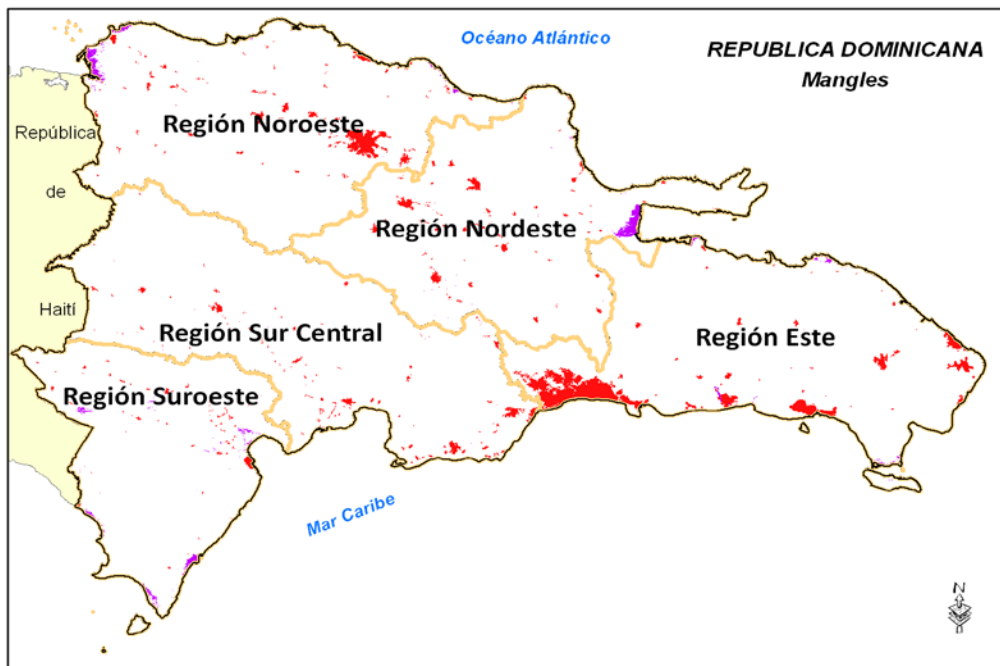 Océano Atlántico
REPUBLICA DOMINICANA
Mangles
República
de
Haití
Región Noroeste
Región Nordeste
Región Sur Central
Región Este
Región Suroeste
Mar Caribe
N